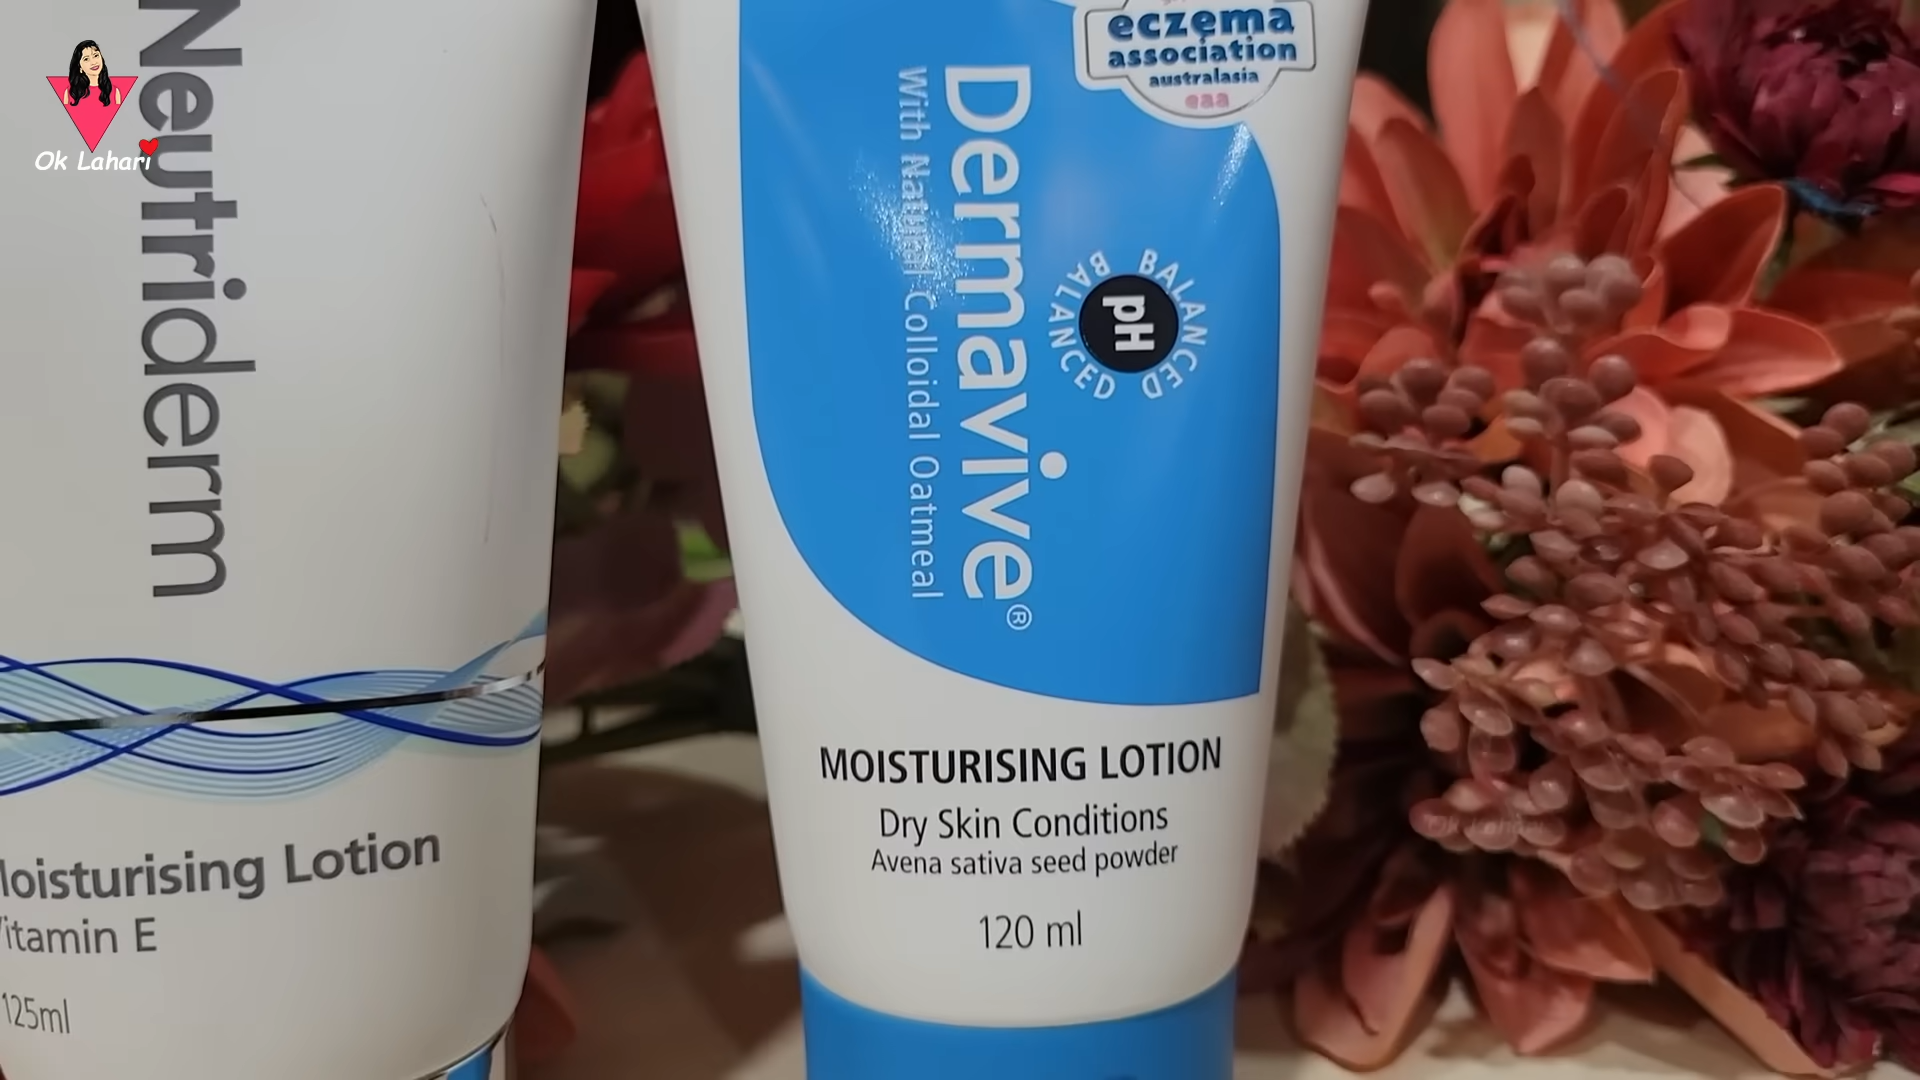 Ok Lahari
Neutriderm
Moisturising Lotion
Vitamin E
125ml
eczema
association
australasia
eaa
Dermavive®
With Natural Colloidal Oatmeal
BALANCED
pH
BALANCED
MOISTURISING LOTION
Dry Skin Conditions
Avena sativa seed powder
120 ml